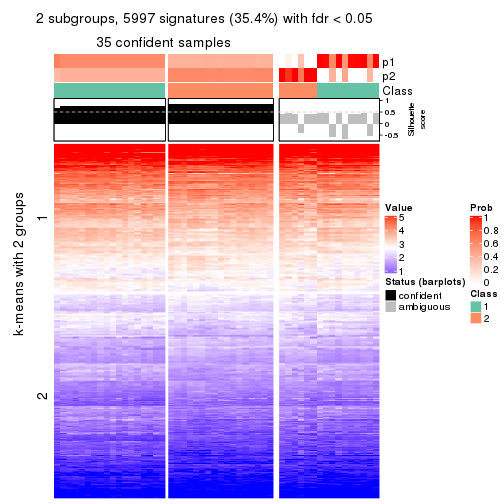 2 subgroups, 5997 signatures (35.4%) with fdr < 0.05
35 confident samples
p1
p2
Class
1
0.5
0
-0.5
Silhouette
score
k-means with 2 groups
1
2
Value
5
4
3
2
1
Status (barplots)
confident
ambiguous
Prob
1
0.8
0.6
0.4
0.2
0
Class
1
2